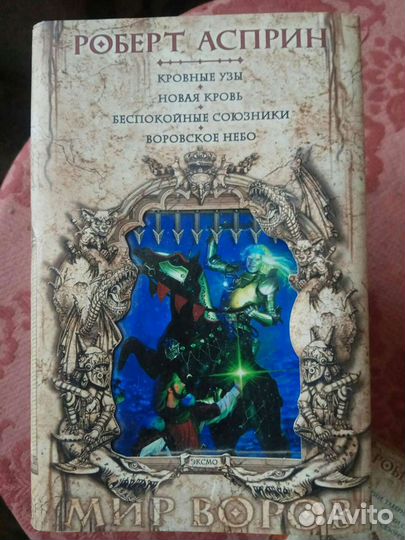 РОБЕРТ АСПРИН
КРОВНЫЕ УЗЫ
НОВАЯ КРОВЬ
БЕСПОКОЙНЫЕ СОЮЗНИКИ
ВОРОВСКОЕ НЕБО
ЭКСМО
МИР ВОРОВ
Avito